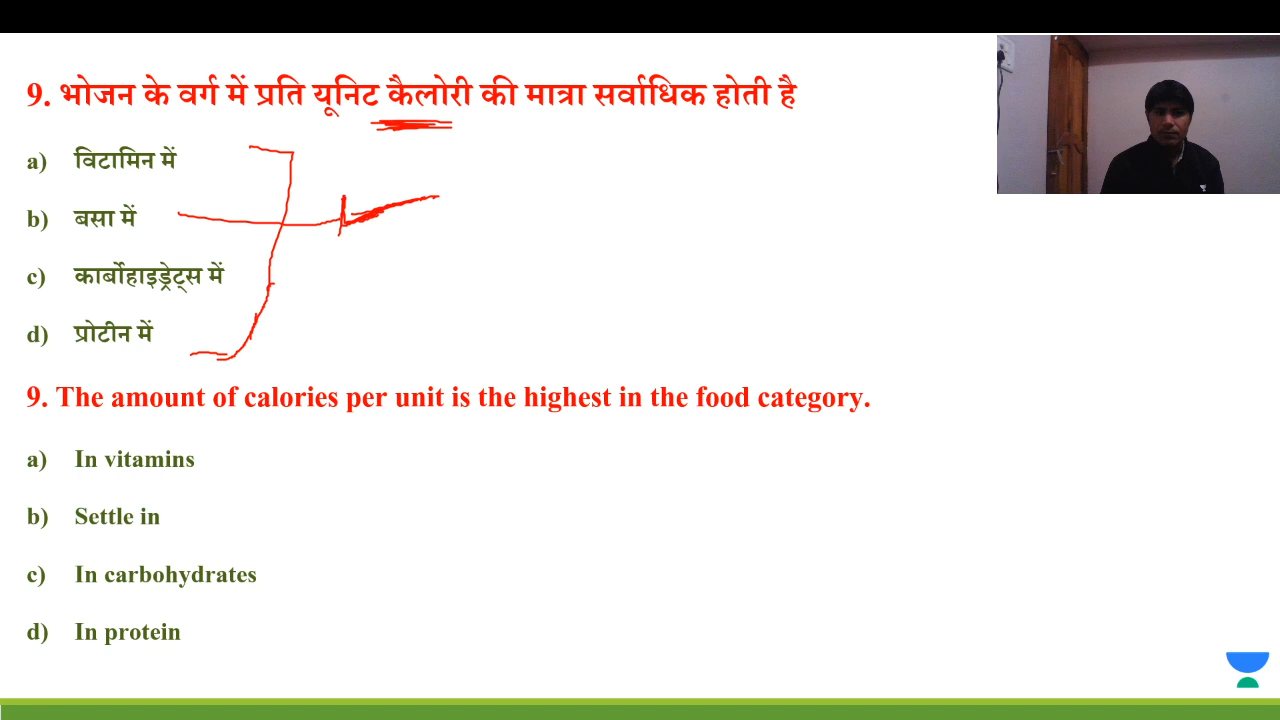 9. भोजन के वर्ग में प्रति यूनिट कैलोरी की मात्रा सर्वाधिक होती है
a) विटामिन में
b) बसा में
c) कार्बोहाइड्रेट्स में
d) प्रोटीन में
9. The amount of calories per unit is the highest in the food category.
a) In vitamins
b) Settle in
c) In carbohydrates
d) In protein